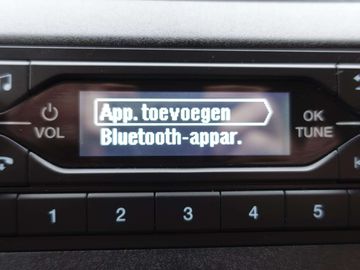 App. toevoegen
Bluetooth-appar.
VOL
OK
TUNE
1 2 3 4 5